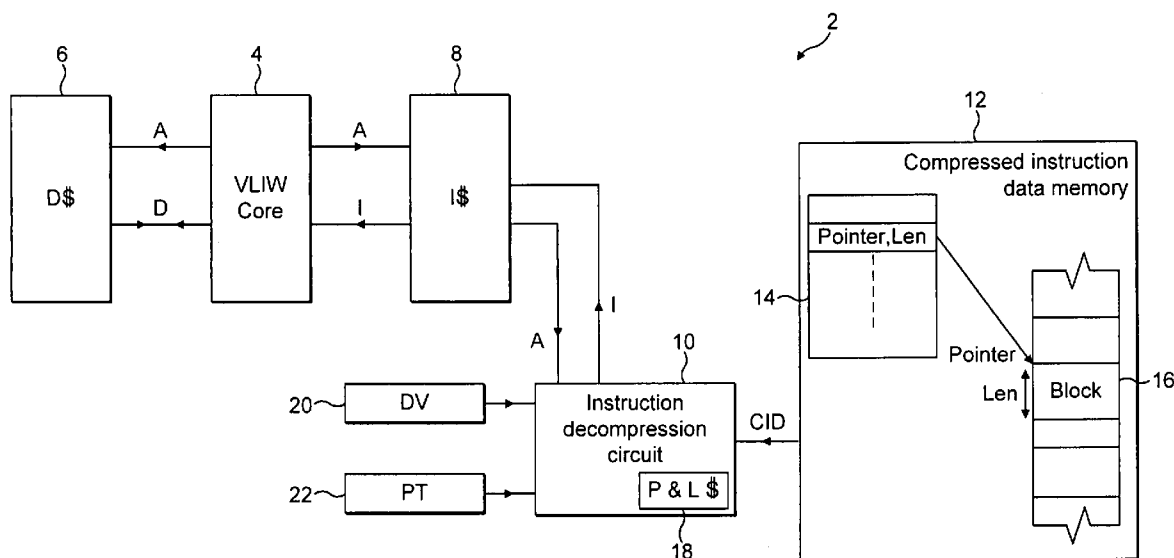 2
6
4
8
12
A
A
D$
VLIW
Core
I$
D
I
Compressed instruction
data memory
Pointer,Len
14
A
I
10
Pointer
Len
Block
16
20
DV
Instruction
decompression
circuit
CID
22
PT
P & L $
18